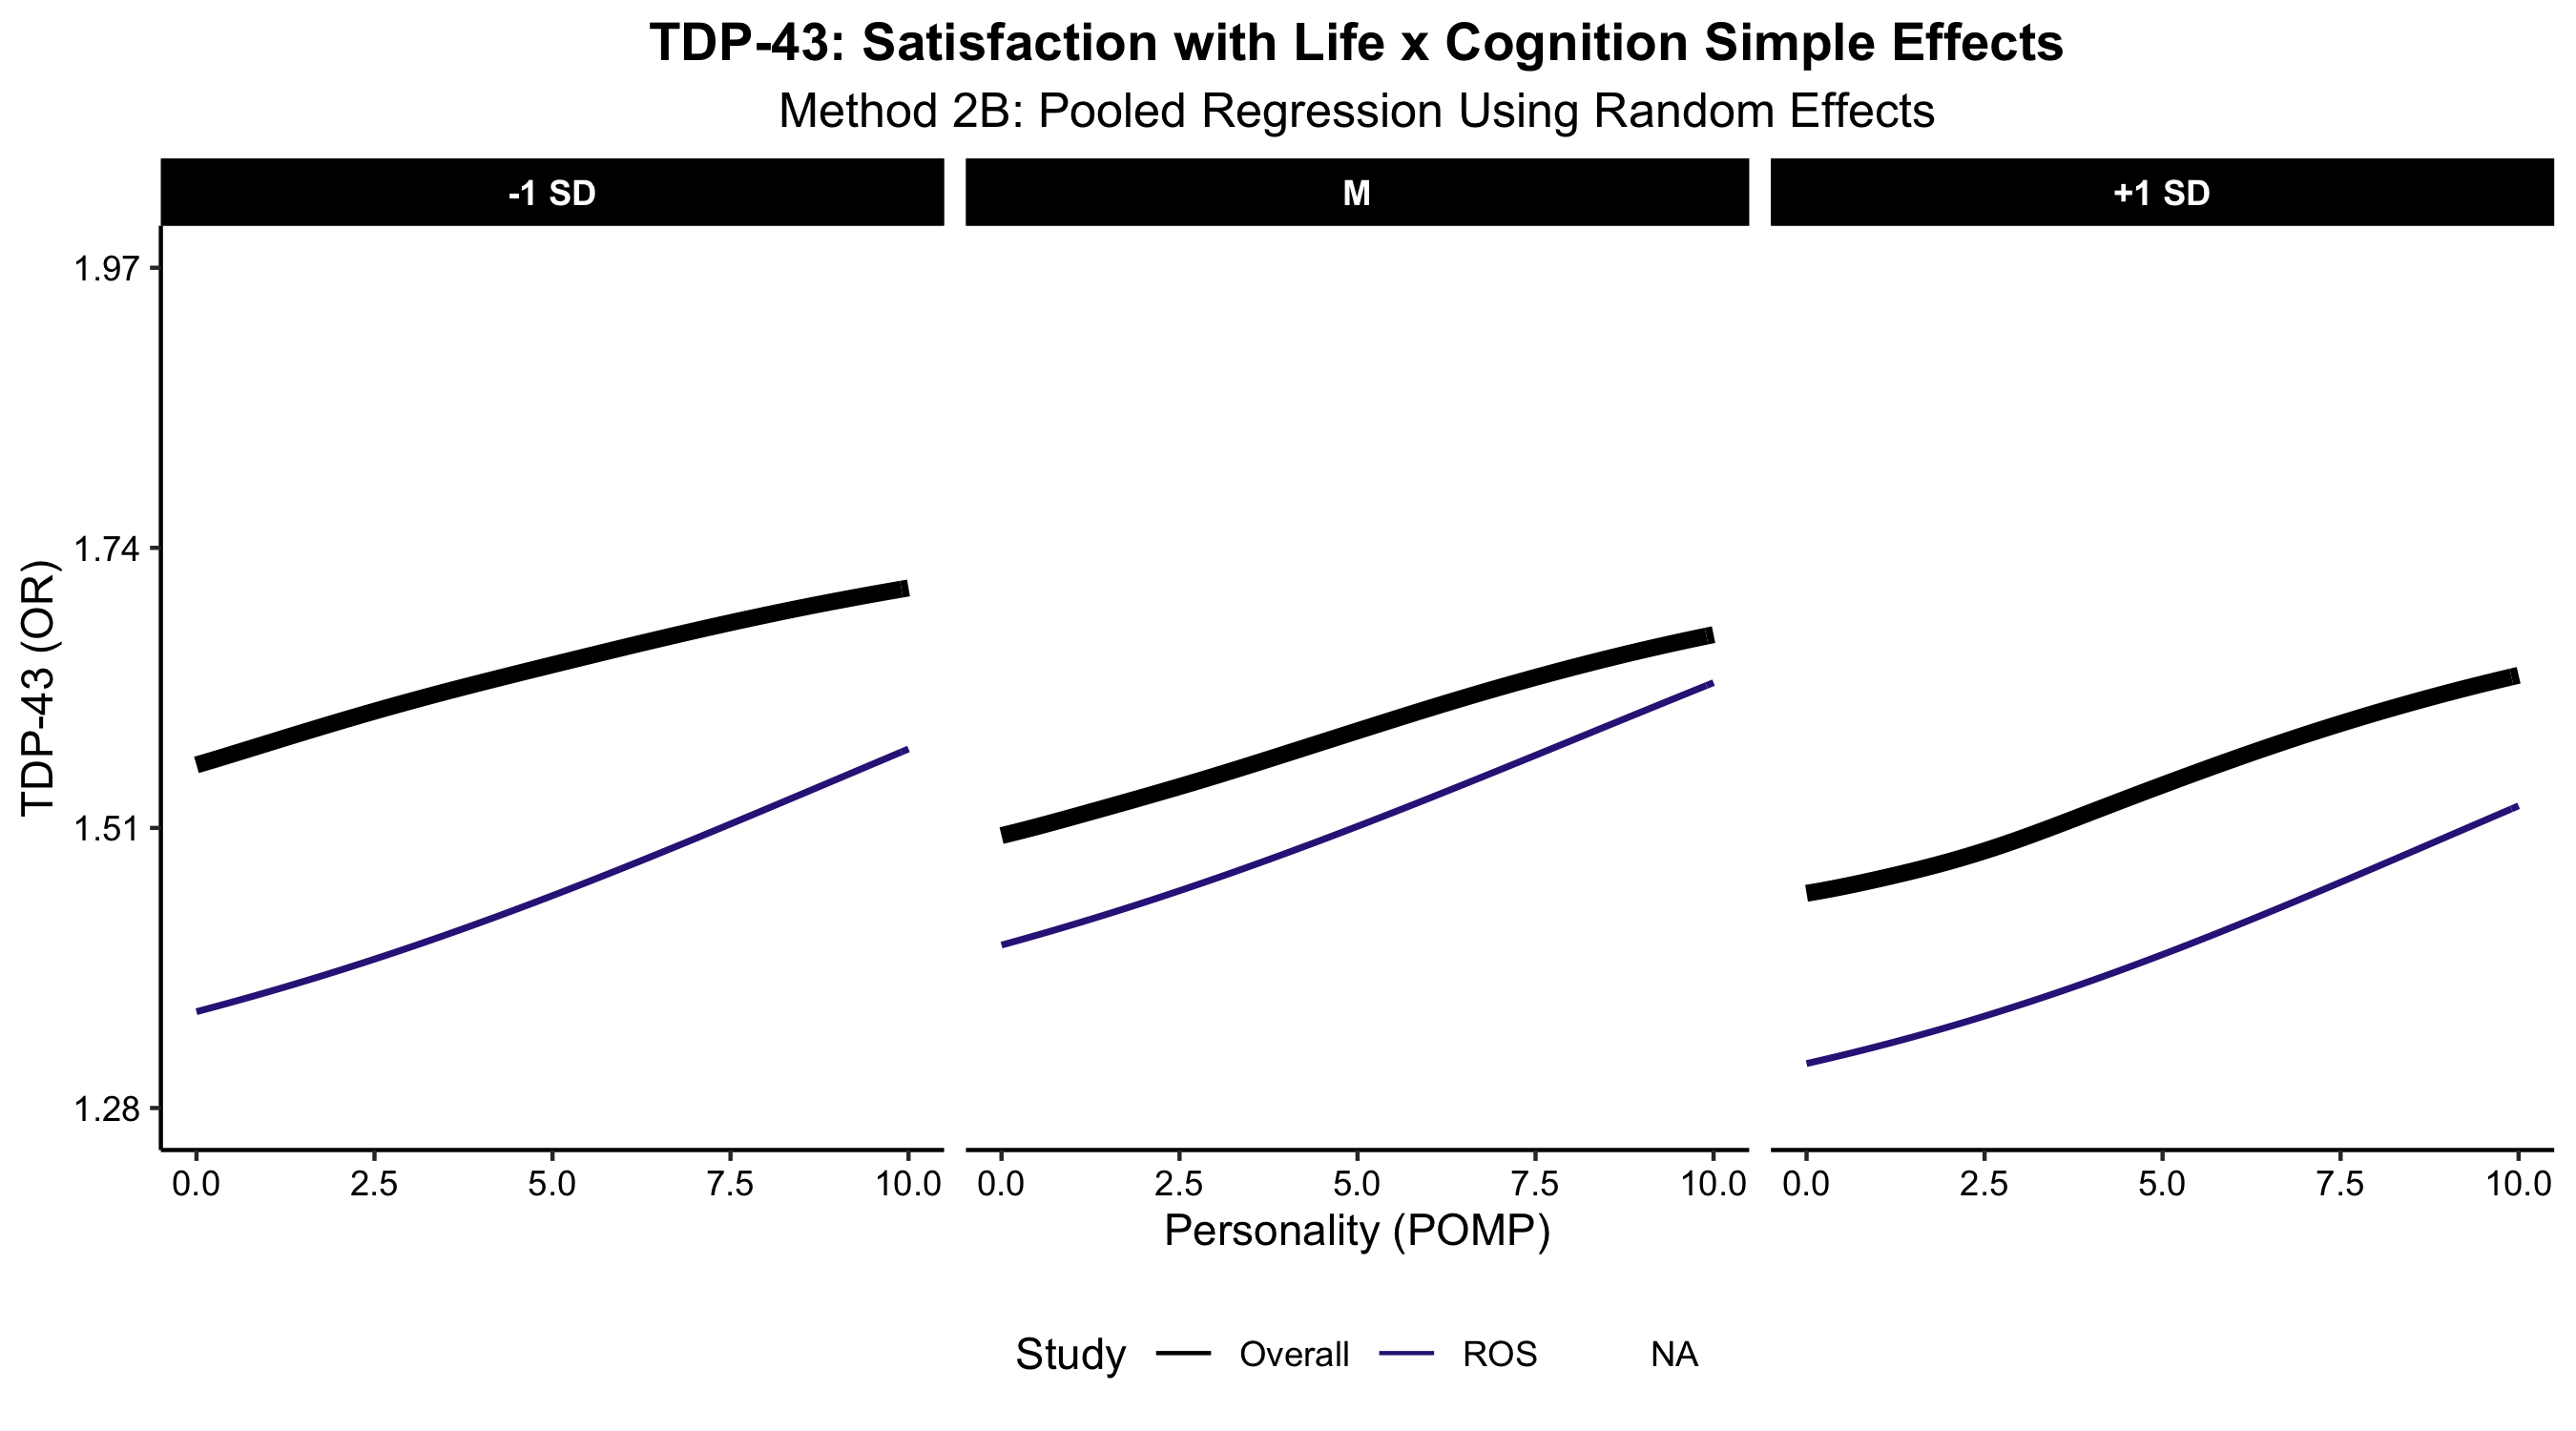 TDP-43: Satisfaction with Life x Cognition Simple Effects
Method 2B: Pooled Regression Using Random Effects
-1 SD
M
+1 SD
TDP-43 (OR)
1.97
1.74
1.51
1.28
0.0 2.5 5.0 7.5 10.0
0.0 2.5 5.0 7.5 10.0
0.0 2.5 5.0 7.5 10.0
Personality (POMP)
Study Overall ROS NA